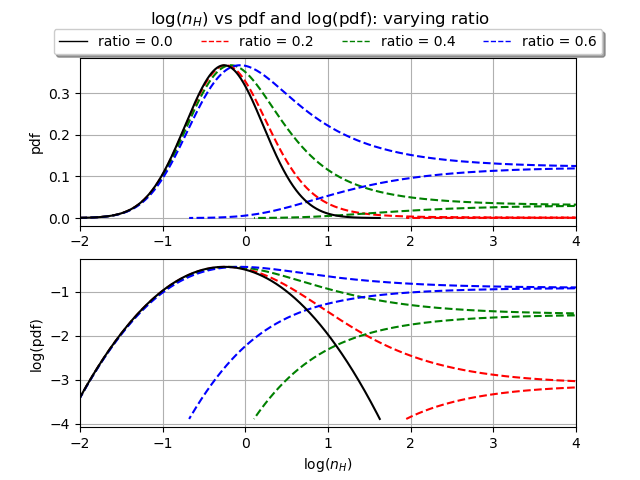 log(n_H) vs pdf and log(pdf): varying ratio
ratio = 0.0 ratio = 0.2 ratio = 0.4 ratio = 0.6
pdf
0.3
0.2
0.1
0.0
−2 −1 0 1 2 3 4
log(pdf)
−1
−2
−3
−4
−2 −1 0 1 2 3 4
log(n_H)